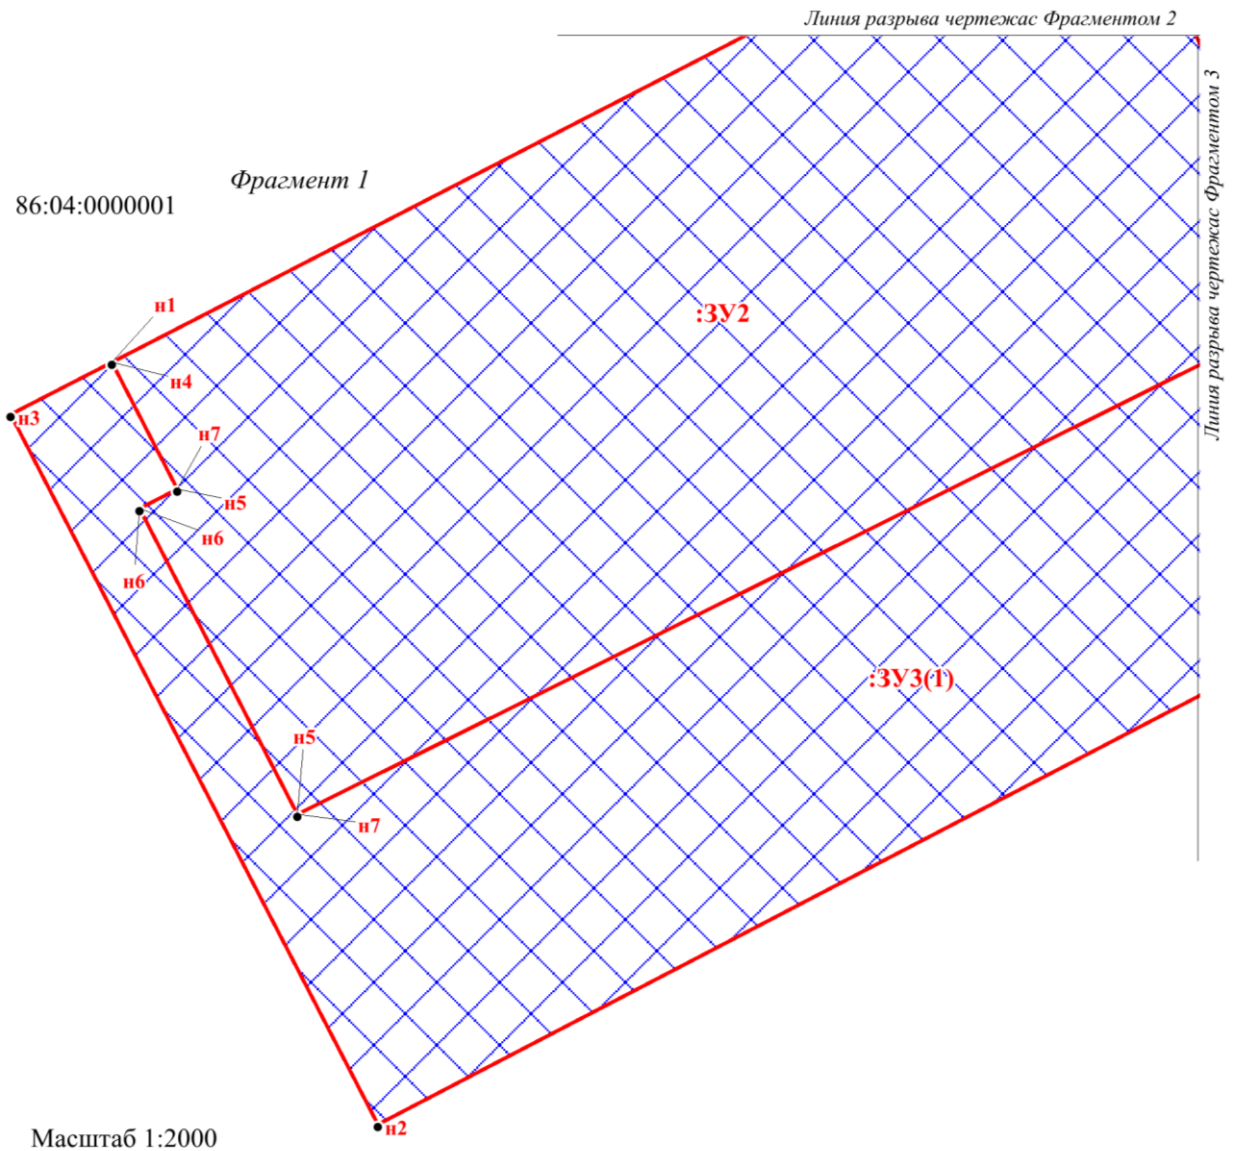 Линия разрыва чертежас Фрагментом 2
Линия разрыва чертежас Фрагментом 3
Фрагмент 1
86:04:0000001
н1
:ЗУ2
н4
н3
н7
н5
н6
н6
:ЗУ3(1)
н5
н7
н2
Масштаб 1:2000